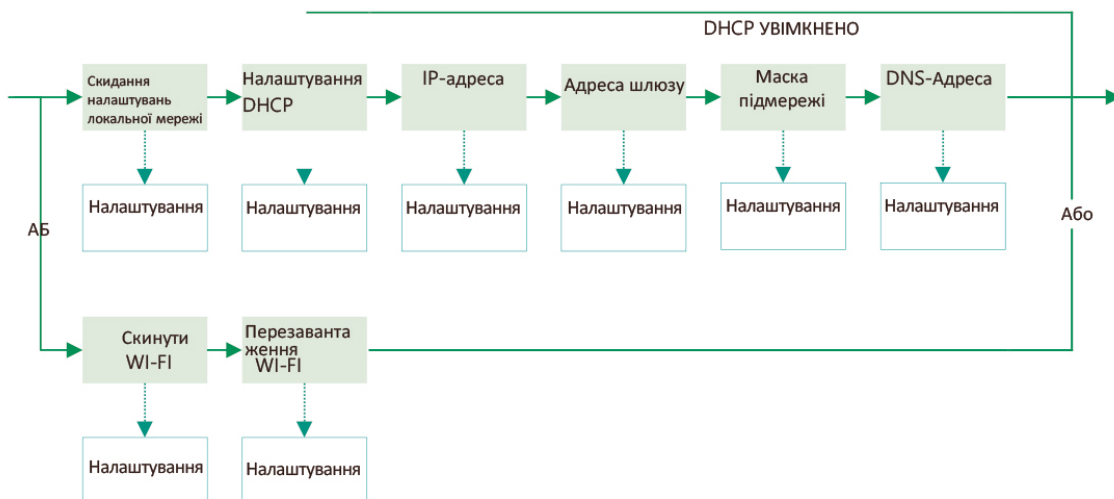 DHCP УВІМКНЕНО
Скидання
налаштувань
локальної мережі
Налаштування
DHCP
IP-адреса
Адреса шлюзу
Маска
підмережі
DNS-Адреса
Налаштування
Налаштування
Налаштування
Налаштування
Налаштування
Налаштування
АБ
Або
Скинути
WI-FI
Перезаванта
ження
WI-FI
Налаштування
Налаштування